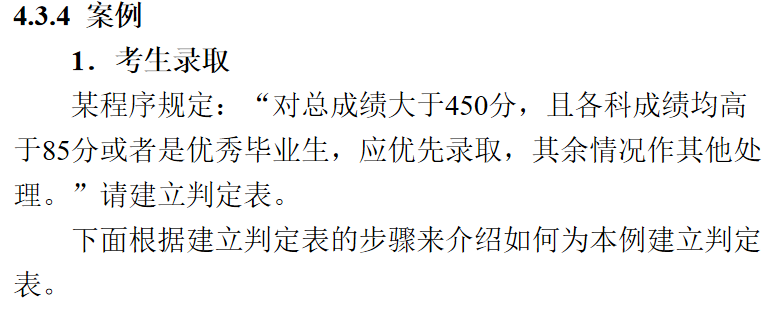 4.3.4 案例
1．考生录取
某程序规定：“对总成绩大于450分，且各科成绩均高
于85分或者是优秀毕业生，应优先录取，其余情况作其他处
理。”请建立判定表。
下面根据建立判定表的步骤来介绍如何为本例建立判定
表。